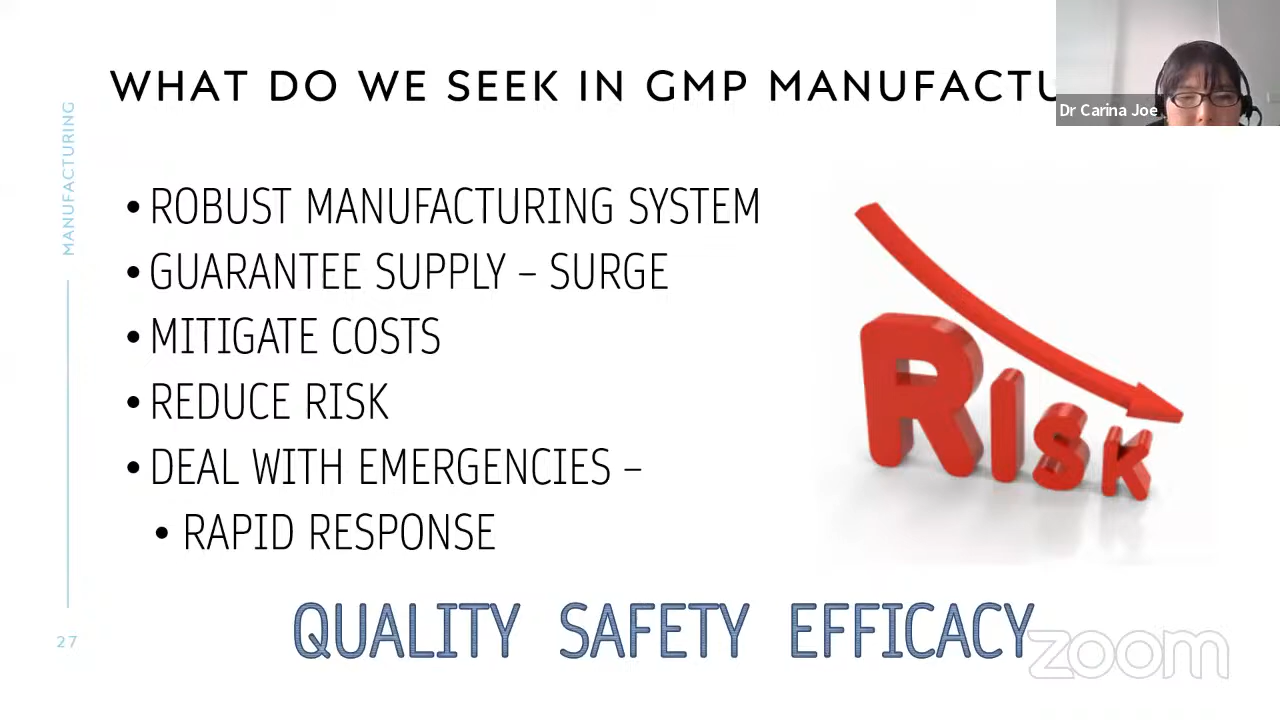 WHAT DO WE SEEK IN GMP MANUFACTU
Dr Carina Joe
MANUFACTURING
• ROBUST MANUFACTURING SYSTEM
• GUARANTEE SUPPLY – SURGE
• MITIGATE COSTS
• REDUCE RISK
• DEAL WITH EMERGENCIES –
• RAPID RESPONSE
RISK
QUALITY SAFETY EFFICACY
27
zoom